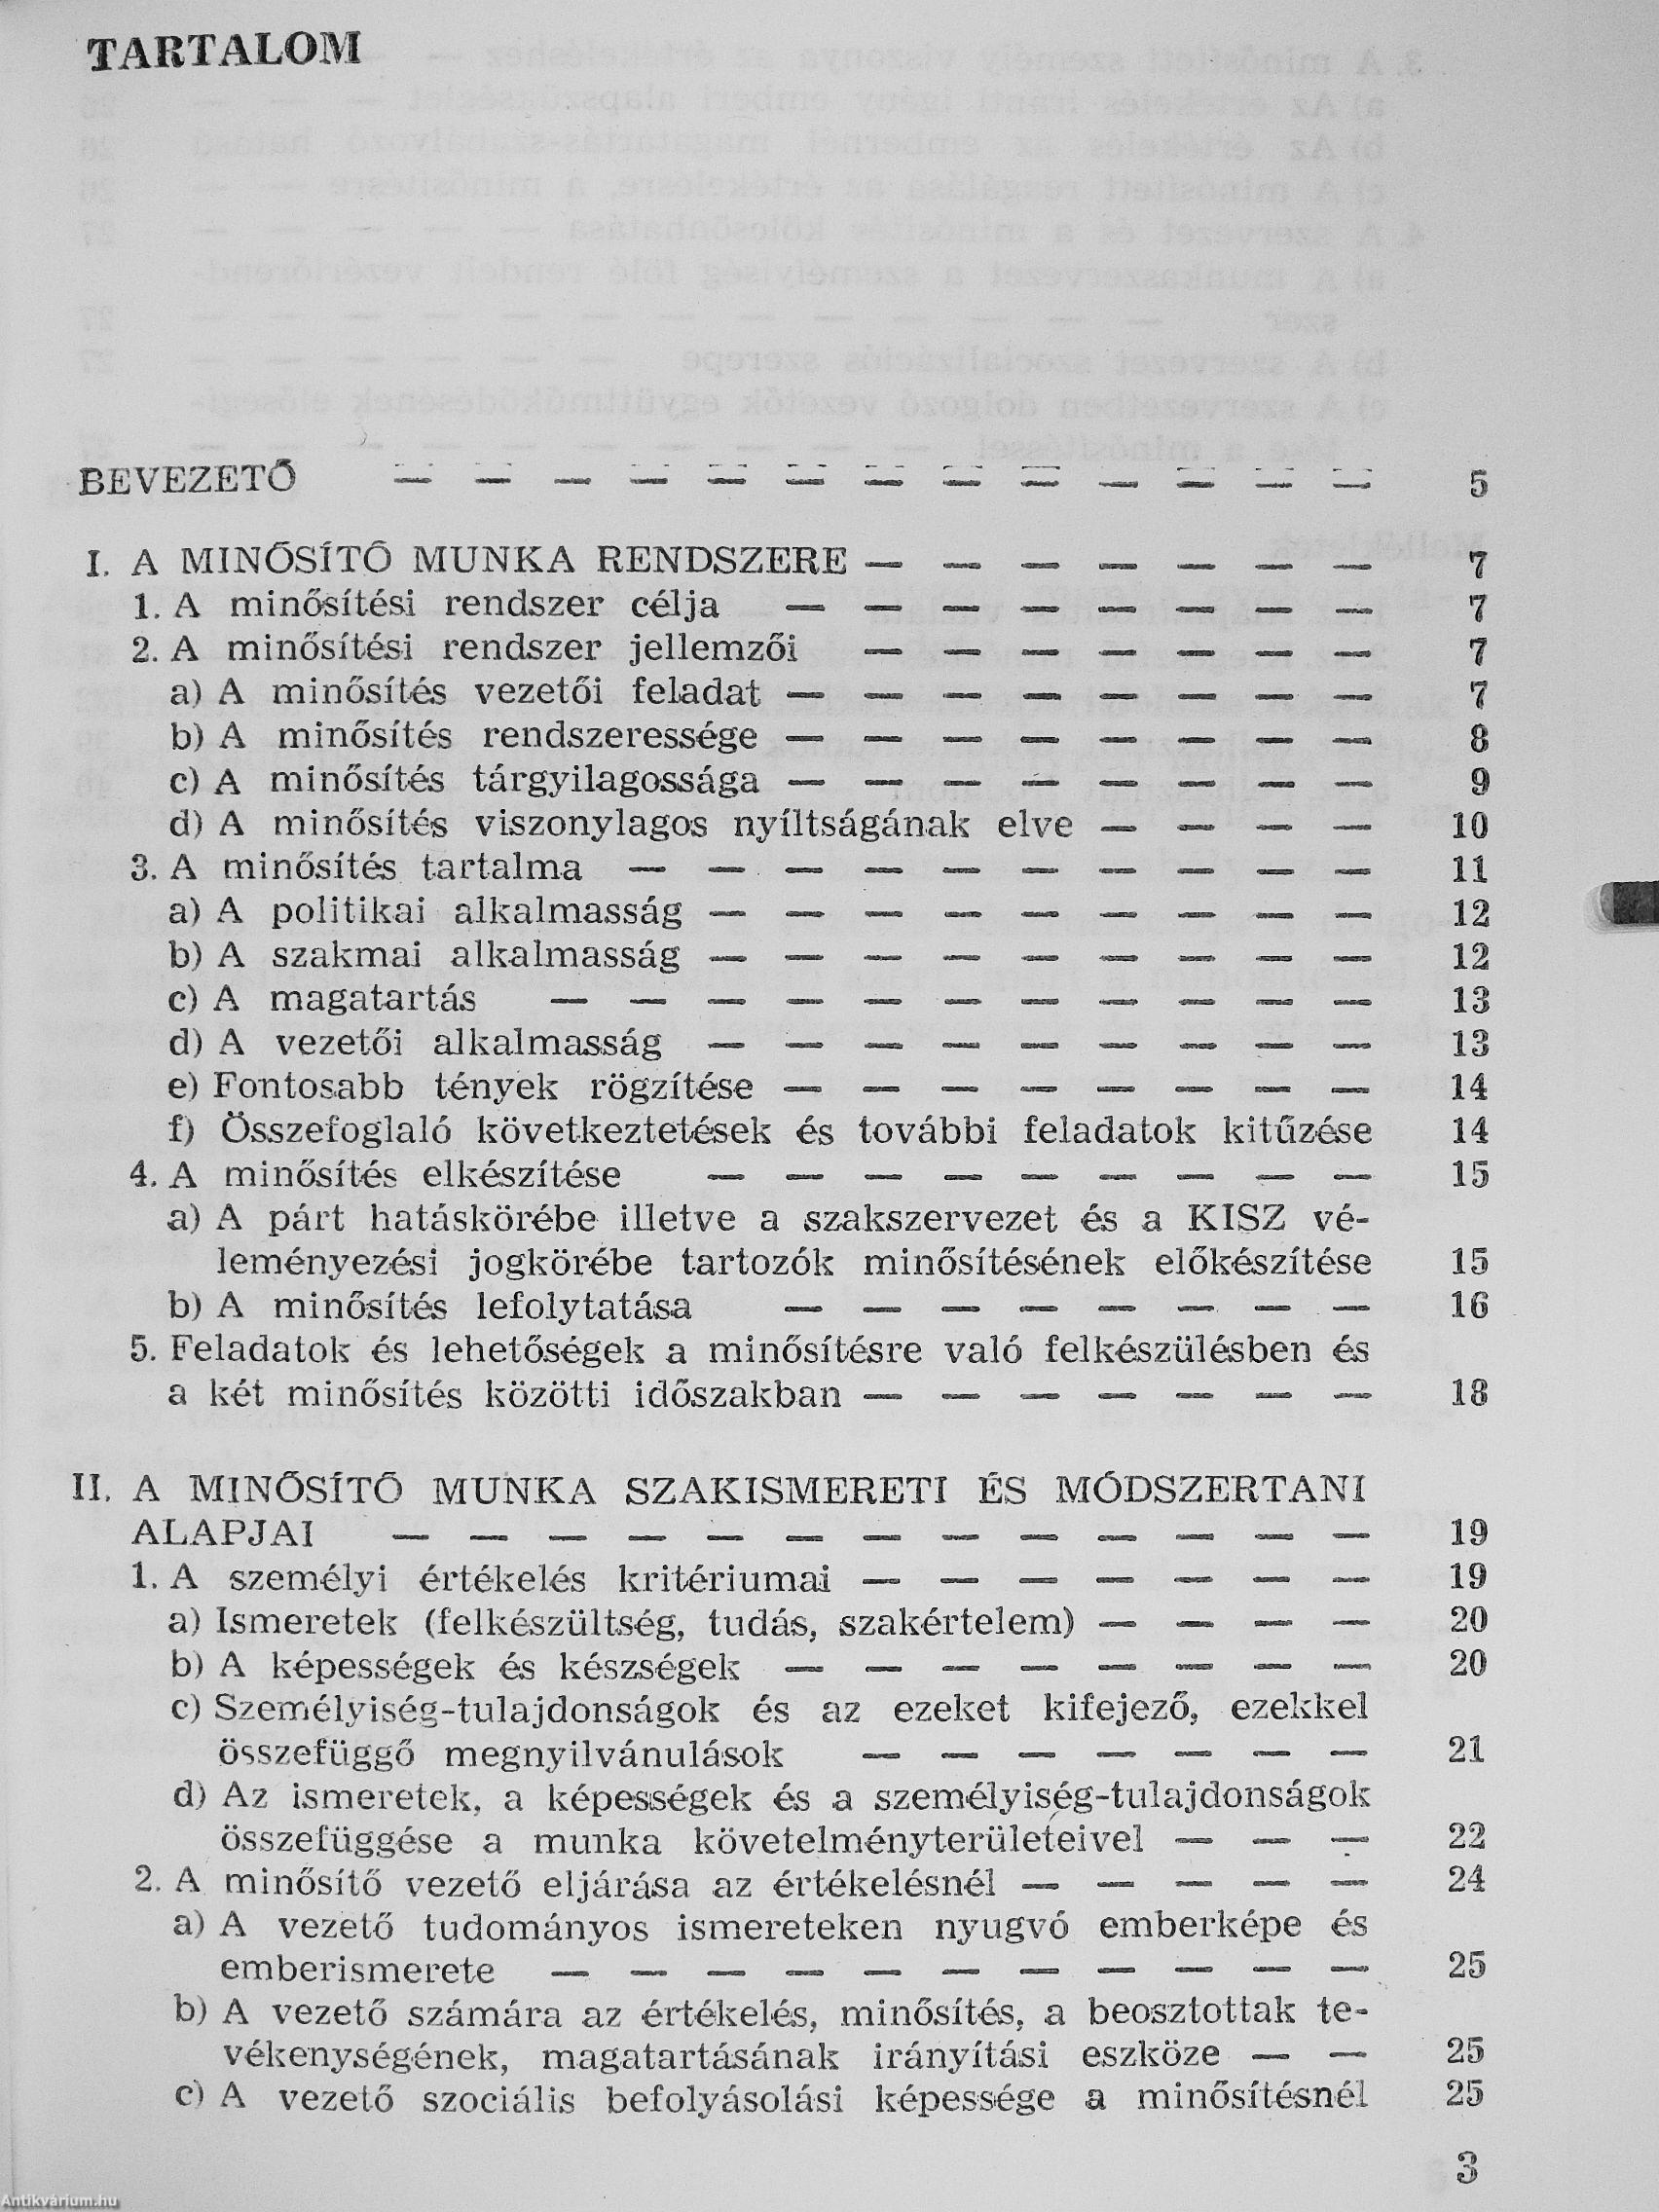 TARTALOM
BEVEZETŐ — — — — — — — — — — — — — 5
I. A MINŐSÍTŐ MUNKA RENDSZERE — — — — — — — 7
1. A minősítési rendszer célja — — — — — — — — 7
2. A minősítési rendszer jellemzői — — — — — — — 7
a) A minősítés vezetői feladat — — — — — — — — 7
b) A minősítés rendszeressége — — — — — — — — 8
c) A minősítés tárgyilagossága — — — — — — — — 9
d) A minősítés viszonylagos nyíltságának elve — — — — 10
3. A minősítés tartalma — — — — — — — — — — 11
a) A politikai alkalmasság — — — — — — — — — 12
b) A szakmai alkalmasság — — — — — — — — — 12
c) A magatartás — — — — — — — — — — — 13
d) A vezetői alkalmasság — — — — — — — — — 13
e) Fontosabb tények rögzítése — — — — — — — — 14
f) Összefoglaló következtetések és további feladatok kitűzése 14
4. A minősítés elkészítése — — — — — — — — — 15
a) A párt hatáskörébe illetve a szakszervezet és a KISZ vé-
leményezési jogkörébe tartozók minősítésének előkészítése 15
b) A minősítés lefolytatása — — — — — — — — 16
5. Feladatok és lehetőségek a minősítésre való felkészülésben és
a két minősítés közötti időszakban — — — — — — — 18
II. A MINŐSÍTŐ MUNKA SZAKISMERETI ÉS MÓDSZERTANI
ALAPJAI — — — — — — — — — — — — — 19
1. A személyi értékelés kritériumai — — — — — — — 19
a) Ismeretek (felkészültség, tudás, szakértelem) — — — — 20
b) A képességek és készségek — — — — — — — — 20
c) Személyiség-tulajdonságok és az ezeket kifejező, ezekkel
összefüggő megnyilvánulások — — — — — — — 21
d) Az ismeretek, a képességek és a személyiség-tulajdonságok
összefüggése a munka követelményterületeivel — — — 22
2. A minősítő vezető eljárása az értékelésnél — — — — — 24
a) A vezető tudományos ismereteken nyugvó emberképe és
emberismerete — — — — — — — — — — — 25
b) A vezető számára az értékelés, minősítés, a beosztottak te-
vékenységének, magatartásának irányítási eszköze — — 25
c) A vezető szociális befolyásolási képessége a minősítésnél 25
3
Antikvárium.hu